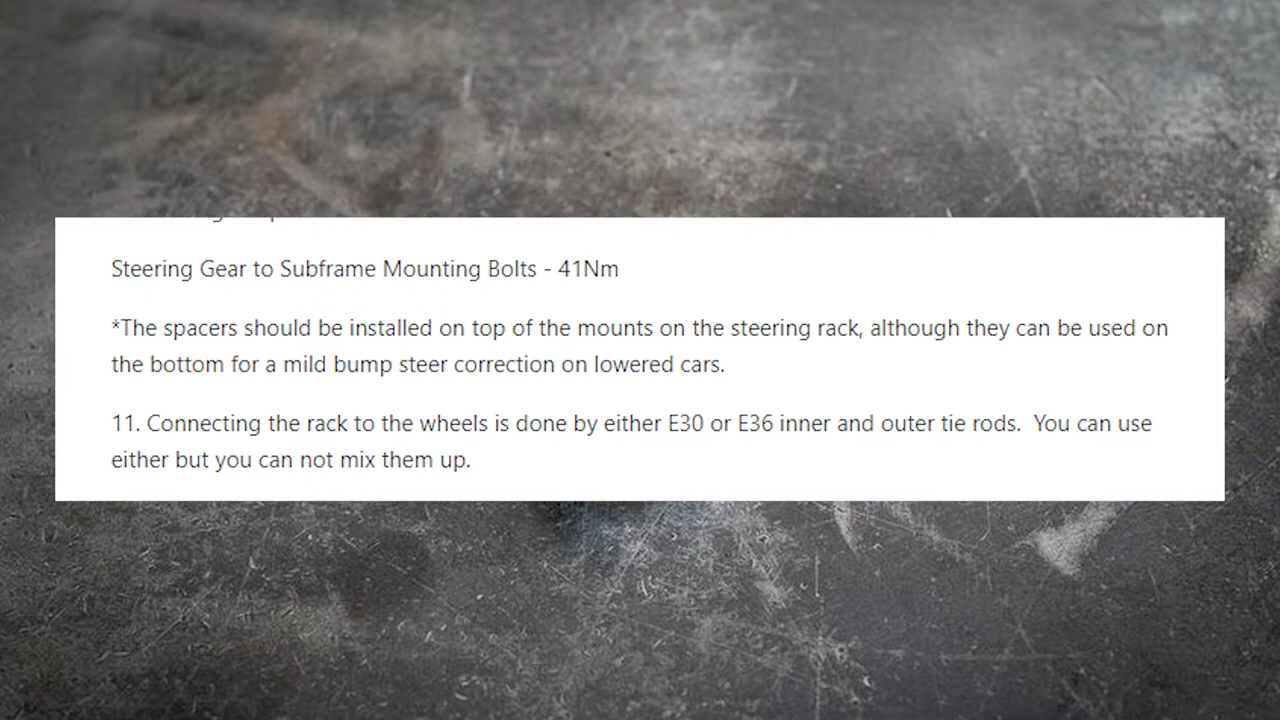 Steering Gear to Subframe Mounting Bolts - 41Nm
*The spacers should be installed on top of the mounts on the steering rack, although they can be used on
the bottom for a mild bump steer correction on lowered cars.
11. Connecting the rack to the wheels is done by either E30 or E36 inner and outer tie rods.  You can use
either but you can not mix them up.